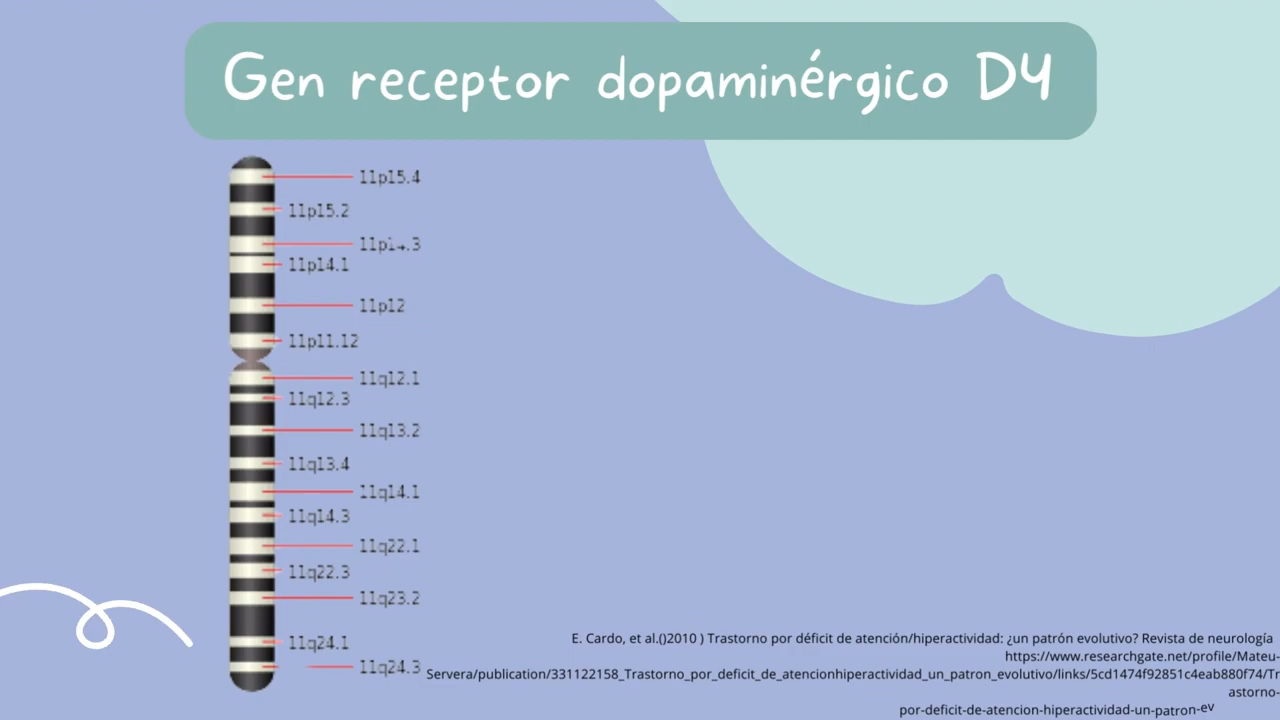 Gen receptor dopaminérgico D4
11p15.4
11p15.2
11p14.1
11p12
11p11.12
11q12.1
11q12.3
11q13.2
11q13.4
11q14.1
11q14.3
11q22.1
11q22.3
11q23.2
11q24.1
11q24.3
E. Cardo, et al.()2010 ) Trastorno por déficit de atención/hiperactividad: ¿un patrón evolutivo? Revista de neurología
https://www.researchgate.net/profile/Mateu-
Servera/publication/331122158_Trastorno_por_deficit_de_atencionhiperactividad_un_patron_evolutivo/links/5cd1474f92851c4eab880f74/Tr
astorno-
por-deficit-de-atencion-hiperactividad-un-patron-ev